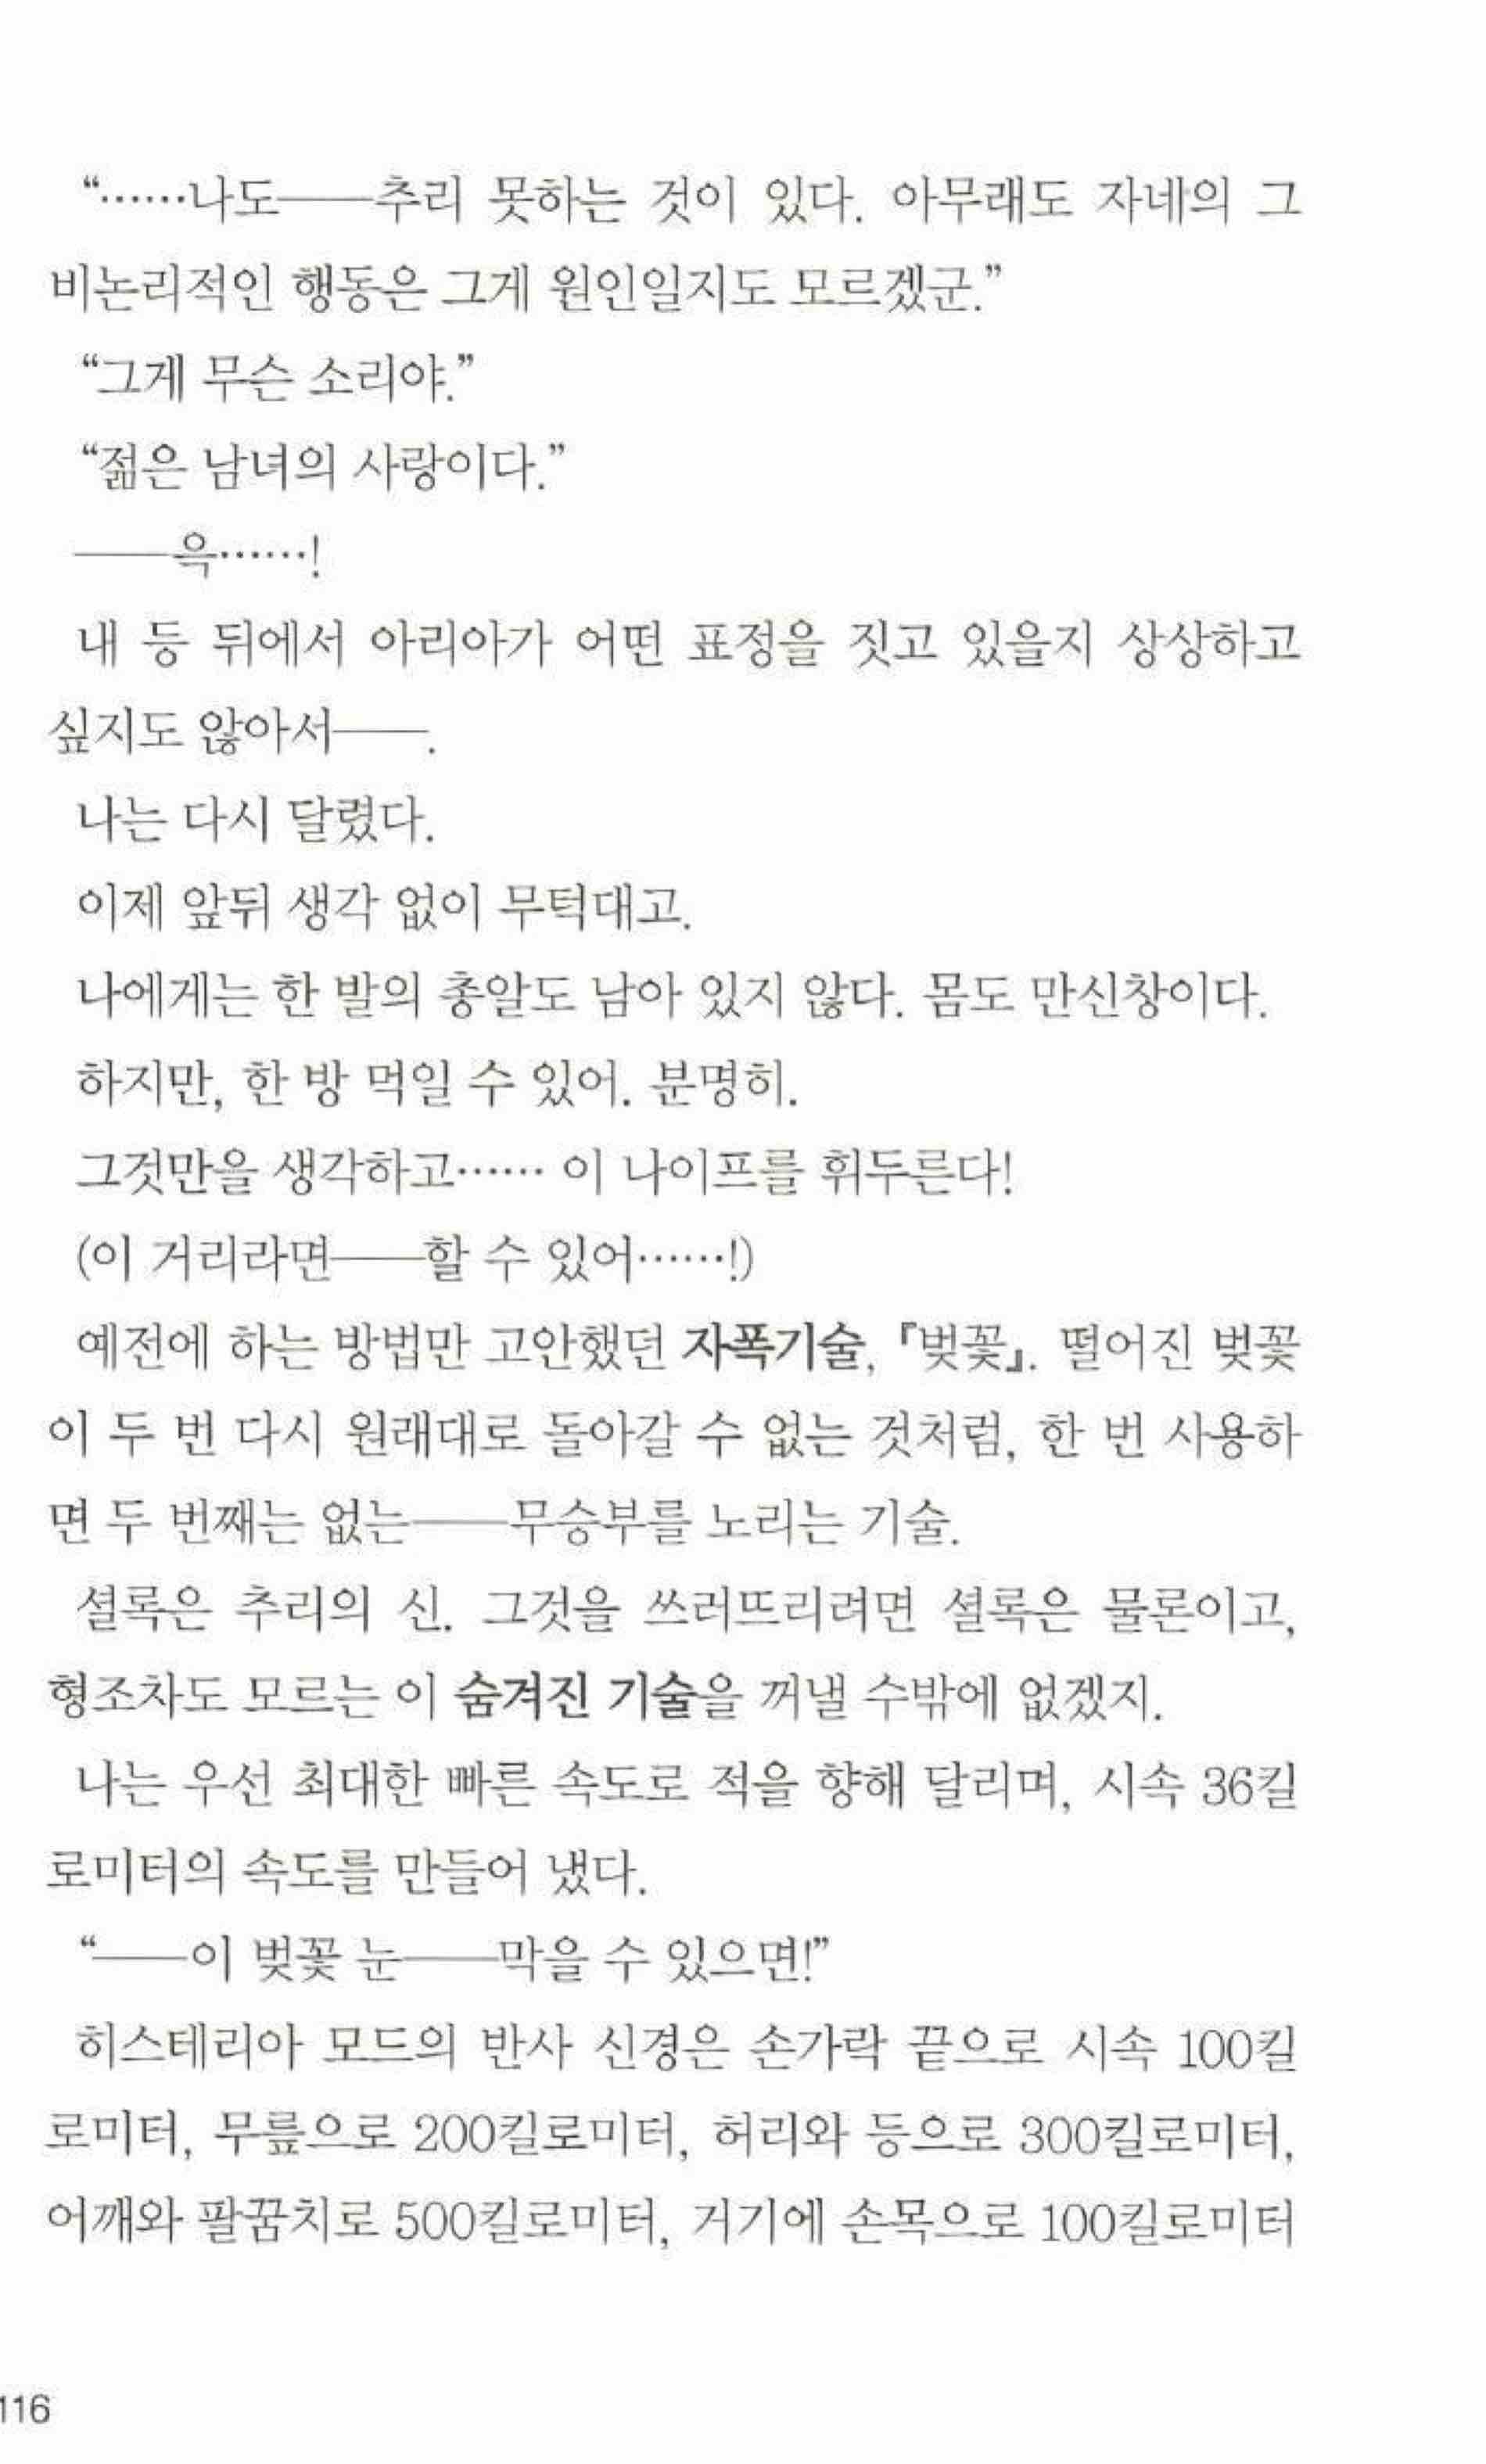 “……나도――추리 못하는 것이 있다. 아무래도 자네의 그
비논리적인 행동은 그게 원인일지도 모르겠군.”
“그게 무슨 소리야.”
“젊은 남녀의 사랑이다.”
――윽……!
내 등 뒤에서 아리아가 어떤 표정을 짓고 있을지 상상하고
싶지도 않아서――.
나는 다시 달렸다.
이제 앞뒤 생각 없이 무턱대고.
나에게는 한 발의 총알도 남아 있지 않다. 몸도 만신창이다.
하지만, 한 방 먹일 수 있어. 분명히.
그것만을 생각하고…… 이 나이프를 휘두른다!
(이 거리라면――할 수 있어……!)
예전에 하는 방법만 고안했던 자폭기술, 『벚꽃』. 떨어진 벚꽃
이 두 번 다시 원래대로 돌아갈 수 없는 것처럼, 한 번 사용하
면 두 번째는 없는――무승부를 노리는 기술.
셜록은 추리의 신. 그것을 쓰러뜨리려면 셜록은 물론이고,
형조차도 모르는 이 숨겨진 기술을 꺼낼 수밖에 없겠지.
나는 우선 최대한 빠른 속도로 적을 향해 달리며, 시속 36킬
로미터의 속도를 만들어 냈다.
“――이 벚꽃 눈――막을 수 있으면!”
히스테리아 모드의 반사 신경은 손가락 끝으로 시속 100킬
로미터, 무릎으로 200킬로미터, 허리와 등으로 300킬로미터,
어깨와 팔꿈치로 500킬로미터, 거기에 손목으로 100킬로미터
116